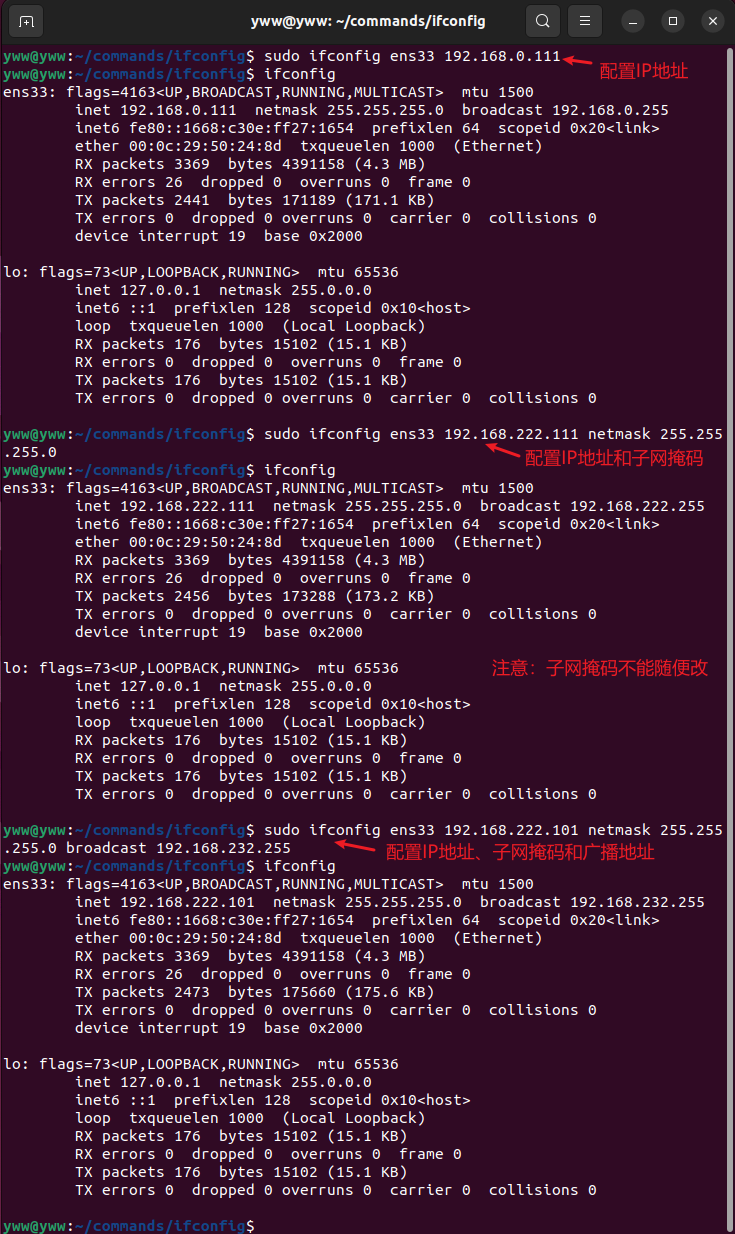 yww@yww: ~/commands/ifconfig
yww@yww:~/commands/ifconfig$ sudo ifconfig ens33 192.168.0.111
配置IP地址
yww@yww:~/commands/ifconfig$ ifconfig
ens33: flags=4163<UP,BROADCAST,RUNNING,MULTICAST>  mtu 1500
        inet 192.168.0.111  netmask 255.255.255.0  broadcast 192.168.0.255
        inet6 fe80::1668:c30e:ff27:1654  prefixlen 64  scopeid 0x20<link>
        ether 00:0c:29:50:24:8d  txqueuelen 1000  (Ethernet)
        RX packets 3369  bytes 4391158 (4.3 MB)
        RX errors 26  dropped 0  overruns 0  frame 0
        TX packets 2441  bytes 171189 (171.1 KB)
        TX errors 0  dropped 0 overruns 0  carrier 0  collisions 0
        device interrupt 19  base 0x2000
lo: flags=73<UP,LOOPBACK,RUNNING>  mtu 65536
        inet 127.0.0.1  netmask 255.0.0.0
        inet6 ::1  prefixlen 128  scopeid 0x10<host>
        loop  txqueuelen 1000  (Local Loopback)
        RX packets 176  bytes 15102 (15.1 KB)
        RX errors 0  dropped 0  overruns 0  frame 0
        TX packets 176  bytes 15102 (15.1 KB)
        TX errors 0  dropped 0 overruns 0  carrier 0  collisions 0
yww@yww:~/commands/ifconfig$ sudo ifconfig ens33 192.168.222.111 netmask 255.255
.255.0
配置IP地址和子网掩码
yww@yww:~/commands/ifconfig$ ifconfig
ens33: flags=4163<UP,BROADCAST,RUNNING,MULTICAST>  mtu 1500
        inet 192.168.222.111  netmask 255.255.255.0  broadcast 192.168.222.255
        inet6 fe80::1668:c30e:ff27:1654  prefixlen 64  scopeid 0x20<link>
        ether 00:0c:29:50:24:8d  txqueuelen 1000  (Ethernet)
        RX packets 3369  bytes 4391158 (4.3 MB)
        RX errors 26  dropped 0  overruns 0  frame 0
        TX packets 2456  bytes 173288 (173.2 KB)
        TX errors 0  dropped 0 overruns 0  carrier 0  collisions 0
        device interrupt 19  base 0x2000
lo: flags=73<UP,LOOPBACK,RUNNING>  mtu 65536
注意：子网掩码不能随便改
        inet 127.0.0.1  netmask 255.0.0.0
        inet6 ::1  prefixlen 128  scopeid 0x10<host>
        loop  txqueuelen 1000  (Local Loopback)
        RX packets 176  bytes 15102 (15.1 KB)
        RX errors 0  dropped 0  overruns 0  frame 0
        TX packets 176  bytes 15102 (15.1 KB)
        TX errors 0  dropped 0 overruns 0  carrier 0  collisions 0
yww@yww:~/commands/ifconfig$ sudo ifconfig ens33 192.168.222.101 netmask 255.255
.255.0 broadcast 192.168.232.255
配置IP地址、子网掩码和广播地址
yww@yww:~/commands/ifconfig$ ifconfig
ens33: flags=4163<UP,BROADCAST,RUNNING,MULTICAST>  mtu 1500
        inet 192.168.222.101  netmask 255.255.255.0  broadcast 192.168.232.255
        inet6 fe80::1668:c30e:ff27:1654  prefixlen 64  scopeid 0x20<link>
        ether 00:0c:29:50:24:8d  txqueuelen 1000  (Ethernet)
        RX packets 3369  bytes 4391158 (4.3 MB)
        RX errors 26  dropped 0  overruns 0  frame 0
        TX packets 2473  bytes 175660 (175.6 KB)
        TX errors 0  dropped 0 overruns 0  carrier 0  collisions 0
        device interrupt 19  base 0x2000
lo: flags=73<UP,LOOPBACK,RUNNING>  mtu 65536
        inet 127.0.0.1  netmask 255.0.0.0
        inet6 ::1  prefixlen 128  scopeid 0x10<host>
        loop  txqueuelen 1000  (Local Loopback)
        RX packets 176  bytes 15102 (15.1 KB)
        RX errors 0  dropped 0  overruns 0  frame 0
        TX packets 176  bytes 15102 (15.1 KB)
        TX errors 0  dropped 0 overruns 0  carrier 0  collisions 0
yww@yww:~/commands/ifconfig$